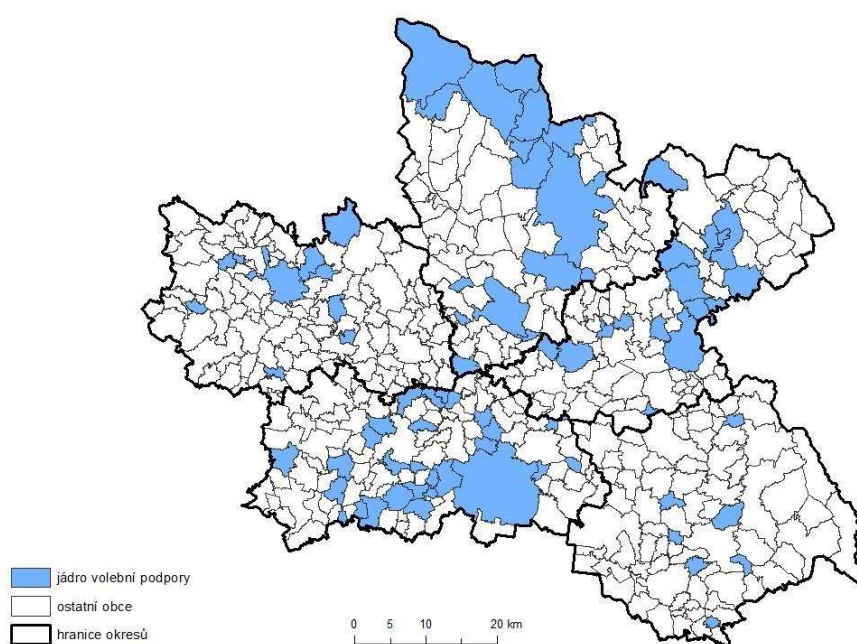 jádro volební podpory
ostatní obce
hranice okresů
0 5 10 20 km